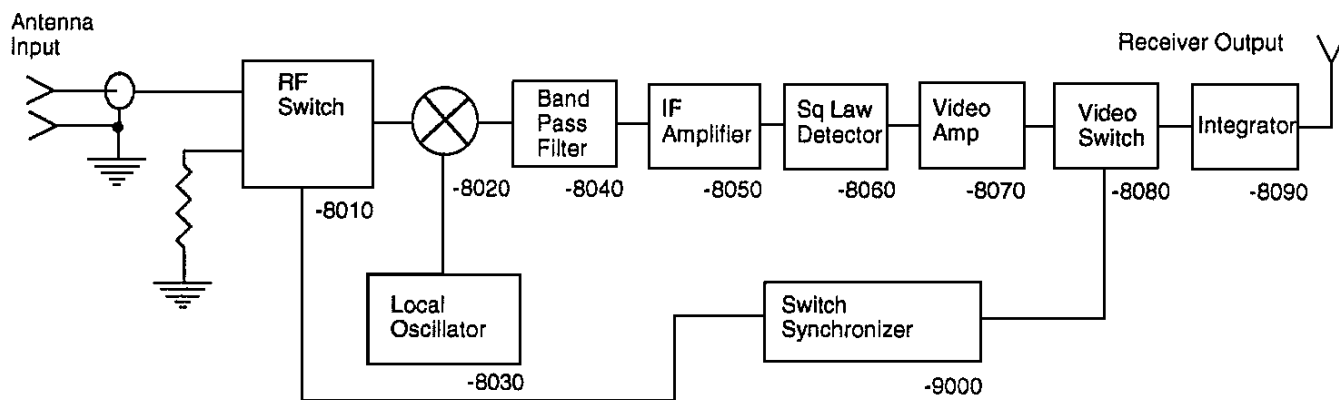 Antenna
Input
Receiver Output
RF
Switch
-8010
-8020
Band
Pass
Filter
-8040
IF
Amplifier
-8050
Sq Law
Detector
-8060
Video
Amp
-8070
Video
Switch
-8080
Integrator
-8090
Local
Oscillator
-8030
Switch
Synchronizer
-9000